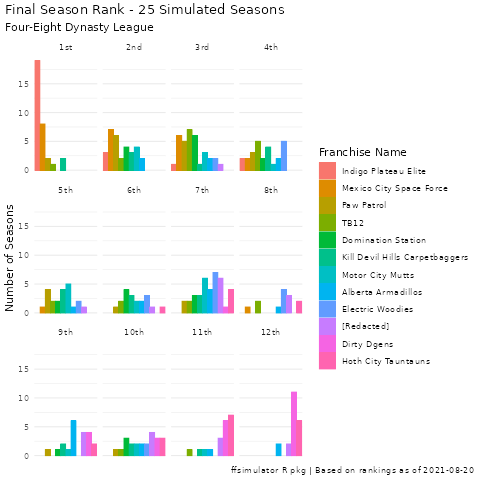 Final Season Rank - 25 Simulated Seasons
Four-Eight Dynasty League
1st 2nd 3rd 4th
15
10
5
0
5th 6th 7th 8th
15
10
5
0
9th 10th 11th 12th
15
10
5
0
Number of Seasons
Franchise Name
Indigo Plateau Elite
Mexico City Space Force
Paw Patrol
TB12
Domination Station
Kill Devil Hills Carpetbaggers
Motor City Mutts
Alberta Armadillos
Electric Woodies
[Redacted]
Dirty Dgens
Hoth City Tauntauns
ffsimulator R pkg | Based on rankings as of 2021-08-20